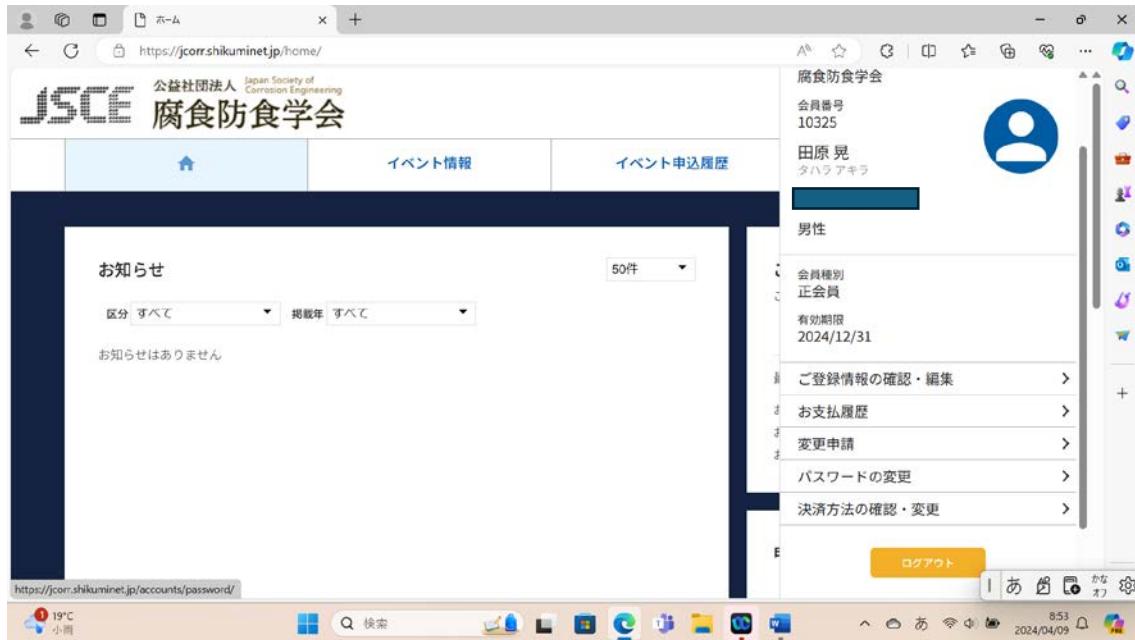 ホーム
https://jcorr.shikuminet.jp/home/
JSCE
公益社団法人 Japan Society of Corrosion Engineering
腐食防食学会
イベント情報
イベント申込履歴
お知らせ
50件
区分 すべて
掲載年 すべて
お知らせはありません
腐食防食学会
会員番号
10325
田原 晃
タハラ アキラ
男性
会員種別
正会員
有効期限
2024/12/31
ご登録情報の確認・編集
お支払履歴
変更申請
パスワードの変更
決済方法の確認・変更
ログアウト
https://jcorr.shikuminet.jp/accounts/password/
あ
かな
オフ
19°C
小雨
検索
あ
8:53
2024/04/09